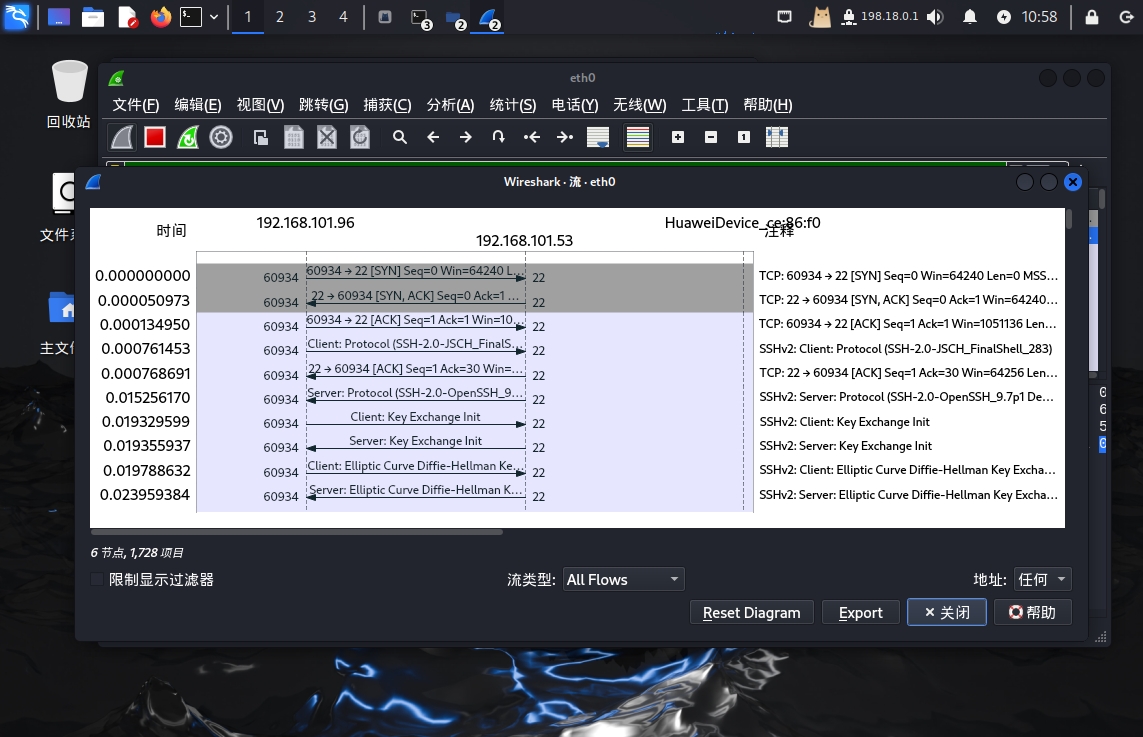 1 2 3 4 3 2 2 198.18.0.1 10:58
回收站
eth0
文件(F) 编辑(E) 视图(V) 跳转(G) 捕获(C) 分析(A) 统计(S) 电话(Y) 无线(W) 工具(T) 帮助(H)
Wireshark · 流 · eth0
文件系
主文件
时间 192.168.101.96 192.168.101.53 HuaweiDevice_ce:86:f0 注释
0.000000000 60934 60934 → 22 [SYN] Seq=0 Win=64240 L... 22 TCP: 60934 → 22 [SYN] Seq=0 Win=64240 Len=0 MSS...
0.000050973 60934 22 → 60934 [SYN, ACK] Seq=0 Ack=1 ... 22 TCP: 22 → 60934 [SYN, ACK] Seq=0 Ack=1 Win=64240...
0.000134950 60934 60934 → 22 [ACK] Seq=1 Ack=1 Win=10... 22 TCP: 60934 → 22 [ACK] Seq=1 Ack=1 Win=1051136 Len...
0.000761453 60934 Client: Protocol (SSH-2.0-JSCH_FinalS... 22 SSHv2: Client: Protocol (SSH-2.0-JSCH_FinalShell_283)
0.000768691 60934 22 → 60934 [ACK] Seq=1 Ack=30 Win=... 22 TCP: 22 → 60934 [ACK] Seq=1 Ack=30 Win=64256 Len...
0.015256170 60934 Server: Protocol (SSH-2.0-OpenSSH_9... 22 SSHv2: Server: Protocol (SSH-2.0-OpenSSH_9.7p1 De...
0.019329599 60934 Client: Key Exchange Init 22 SSHv2: Client: Key Exchange Init
0.019355937 60934 Server: Key Exchange Init 22 SSHv2: Server: Key Exchange Init
0.019788632 60934 Client: Elliptic Curve Diffie-Hellman Ke... 22 SSHv2: Client: Elliptic Curve Diffie-Hellman Key Excha...
0.023959384 60934 Server: Elliptic Curve Diffie-Hellman K... 22 SSHv2: Server: Elliptic Curve Diffie-Hellman Key Excha...
0
6
5
0
6 节点, 1,728 项目
限制显示过滤器 流类型: All Flows 地址: 任何
Reset Diagram Export 关闭 帮助